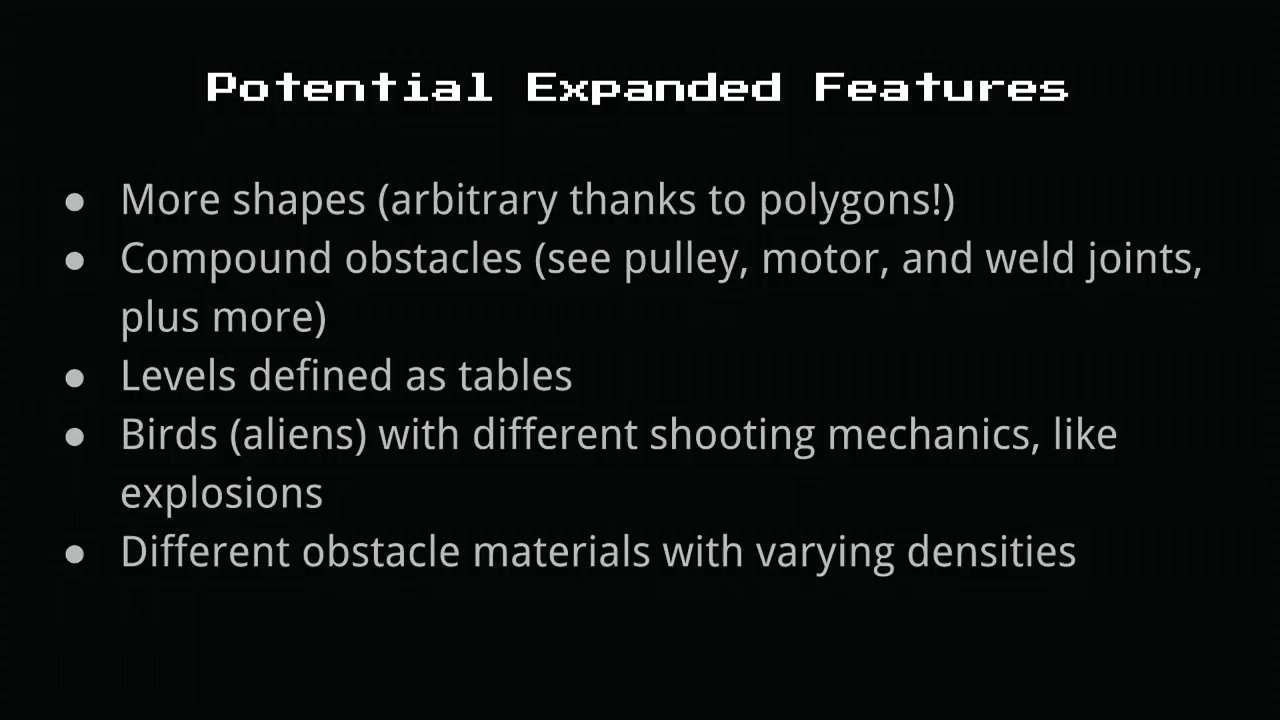 Potential Expanded Features
● More shapes (arbitrary thanks to polygons!)
● Compound obstacles (see pulley, motor, and weld joints,
plus more)
● Levels defined as tables
● Birds (aliens) with different shooting mechanics, like
explosions
● Different obstacle materials with varying densities